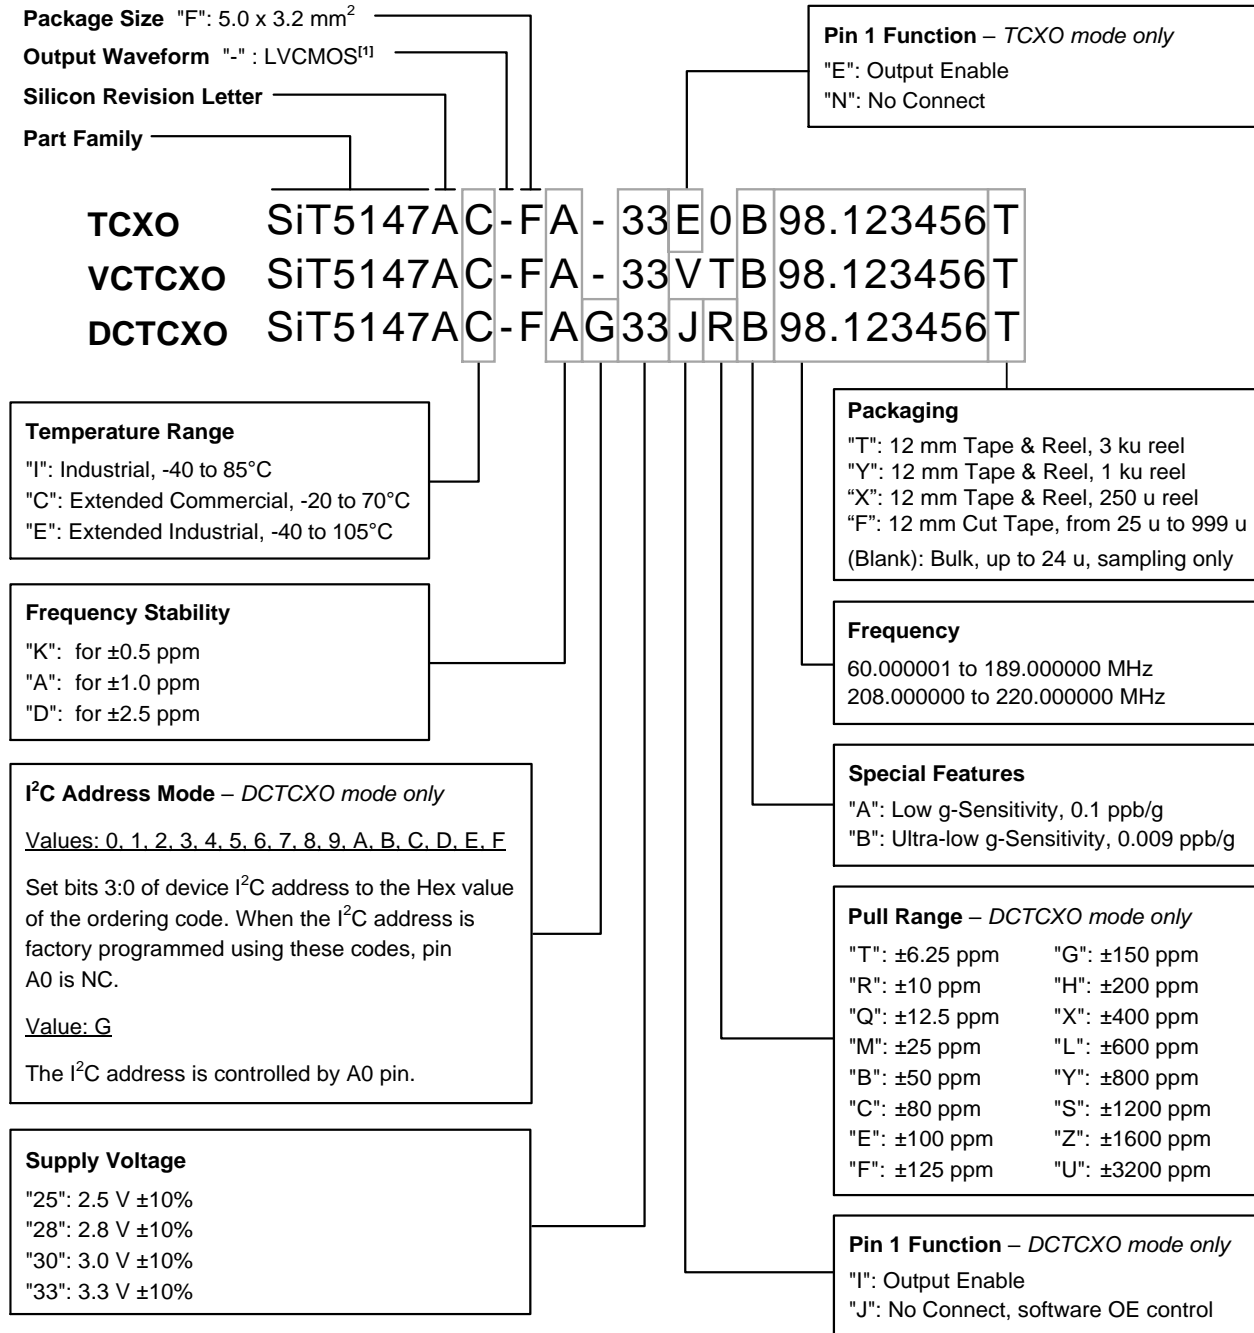 Package Size "F": 5.0 x 3.2 mm²
Output Waveform "-" : LVCMOS[1]
Silicon Revision Letter
Part Family
Pin 1 Function – TCXO mode only
"E": Output Enable
"N": No Connect
TCXO SiT5147AC-FA-33E0B98.123456T
VCTCXO SiT5147AC-FA-33VTB98.123456T
DCTCXO SiT5147AC-FAG33JRB98.123456T
Temperature Range
"I": Industrial, -40 to 85°C
"C": Extended Commercial, -20 to 70°C
"E": Extended Industrial, -40 to 105°C
Frequency Stability
"K": for ±0.5 ppm
"A": for ±1.0 ppm
"D": for ±2.5 ppm
I²C Address Mode – DCTCXO mode only
Values: 0, 1, 2, 3, 4, 5, 6, 7, 8, 9, A, B, C, D, E, F
Set bits 3:0 of device I²C address to the Hex value
of the ordering code. When the I²C address is
factory programmed using these codes, pin
A0 is NC.
Value: G
The I²C address is controlled by A0 pin.
Supply Voltage
"25": 2.5 V ±10%
"28": 2.8 V ±10%
"30": 3.0 V ±10%
"33": 3.3 V ±10%
Packaging
"T": 12 mm Tape & Reel, 3 ku reel
"Y": 12 mm Tape & Reel, 1 ku reel
“X”: 12 mm Tape & Reel, 250 u reel
“F”: 12 mm Cut Tape, from 25 u to 999 u
(Blank): Bulk, up to 24 u, sampling only
Frequency
60.000001 to 189.000000 MHz
208.000000 to 220.000000 MHz
Special Features
"A": Low g-Sensitivity, 0.1 ppb/g
"B": Ultra-low g-Sensitivity, 0.009 ppb/g
Pull Range – DCTCXO mode only
"T": ±6.25 ppm "G": ±150 ppm
"R": ±10 ppm "H": ±200 ppm
"Q": ±12.5 ppm "X": ±400 ppm
"M": ±25 ppm "L": ±600 ppm
"B": ±50 ppm "Y": ±800 ppm
"C": ±80 ppm "S": ±1200 ppm
"E": ±100 ppm "Z": ±1600 ppm
"F": ±125 ppm "U": ±3200 ppm
Pin 1 Function – DCTCXO mode only
"I": Output Enable
"J": No Connect, software OE control